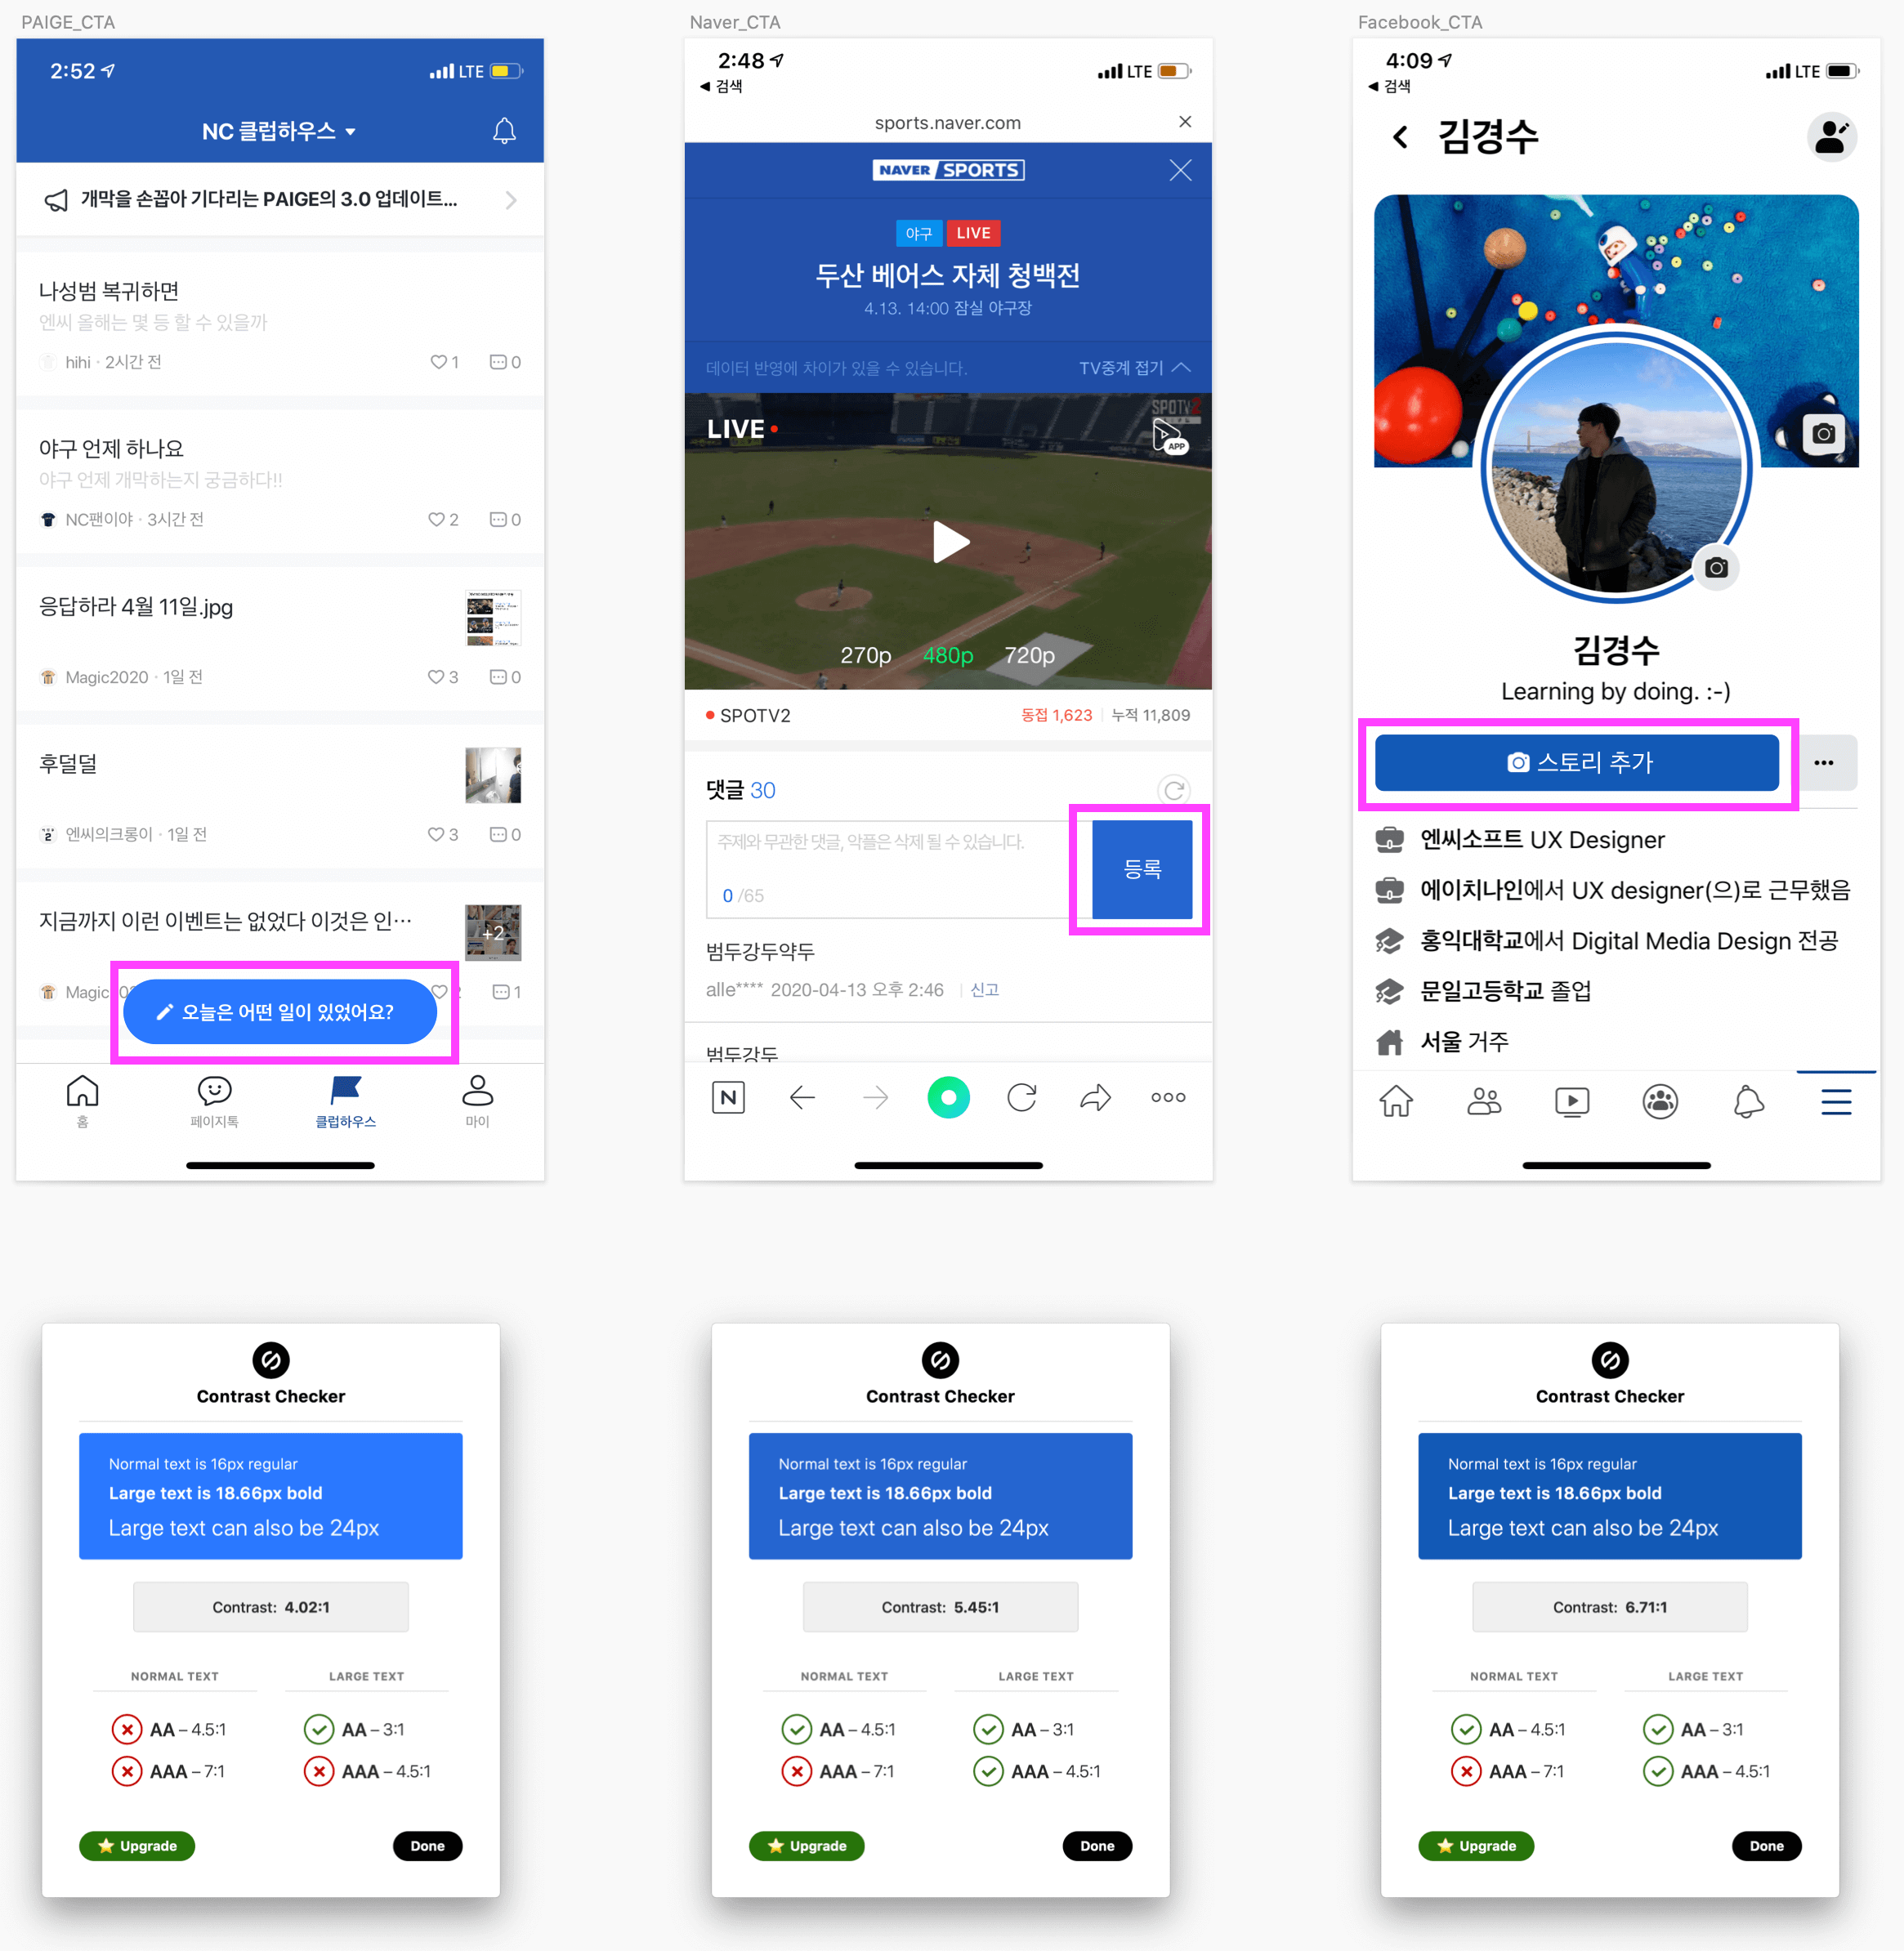 PAIGE_CTA
2:52
LTE
NC 클럽하우스
개막을 손꼽아 기다리는 PAIGE의 3.0 업데이트...
나성범 복귀하면
엔씨 올해는 몇 등 할 수 있을까
hihi · 2시간 전
1
0
야구 언제 하나요
야구 언제 개막하는지 궁금하다!!
NC팬이야 · 3시간 전
2
0
응답하라 4월 11일.jpg
Magic2020 · 1일 전
3
0
후덜덜
엔씨의크롱이 · 1일 전
3
0
지금까지 이런 이벤트는 없었다 이것은 인…
+2
Magic
1
오늘은 어떤 일이 있었어요?
홈
페이지톡
클럽하우스
마이
Naver_CTA
2:48
LTE
검색
sports.naver.com
NAVER SPORTS
야구 LIVE
두산 베어스 자체 청백전
4.13. 14:00 잠실 야구장
데이터 반영에 차이가 있을 수 있습니다.
TV중계 접기
LIVE
SPOTV2
APP
270p 480p 720p
SPOTV2
동접 1,623
누적 11,809
댓글 30
주제와 무관한 댓글, 악플은 삭제 될 수 있습니다.
0 /65
등록
범두강두약두
alle**** 2020-04-13 오후 2:46 신고
범두강두
N
Facebook_CTA
4:09
LTE
검색
김경수
김경수
Learning by doing. :-)
스토리 추가
엔씨소프트 UX Designer
에이치나인에서 UX designer(으)로 근무했음
홍익대학교에서 Digital Media Design 전공
문일고등학교 졸업
서울 거주
Contrast Checker
Normal text is 16px regular
Large text is 18.66px bold
Large text can also be 24px
Contrast: 4.02:1
NORMAL TEXT
LARGE TEXT
AA – 4.5:1
AA – 3:1
AAA – 7:1
AAA – 4.5:1
Upgrade
Done
Contrast Checker
Normal text is 16px regular
Large text is 18.66px bold
Large text can also be 24px
Contrast: 5.45:1
NORMAL TEXT
LARGE TEXT
AA – 4.5:1
AA – 3:1
AAA – 7:1
AAA – 4.5:1
Upgrade
Done
Contrast Checker
Normal text is 16px regular
Large text is 18.66px bold
Large text can also be 24px
Contrast: 6.71:1
NORMAL TEXT
LARGE TEXT
AA – 4.5:1
AA – 3:1
AAA – 7:1
AAA – 4.5:1
Upgrade
Done